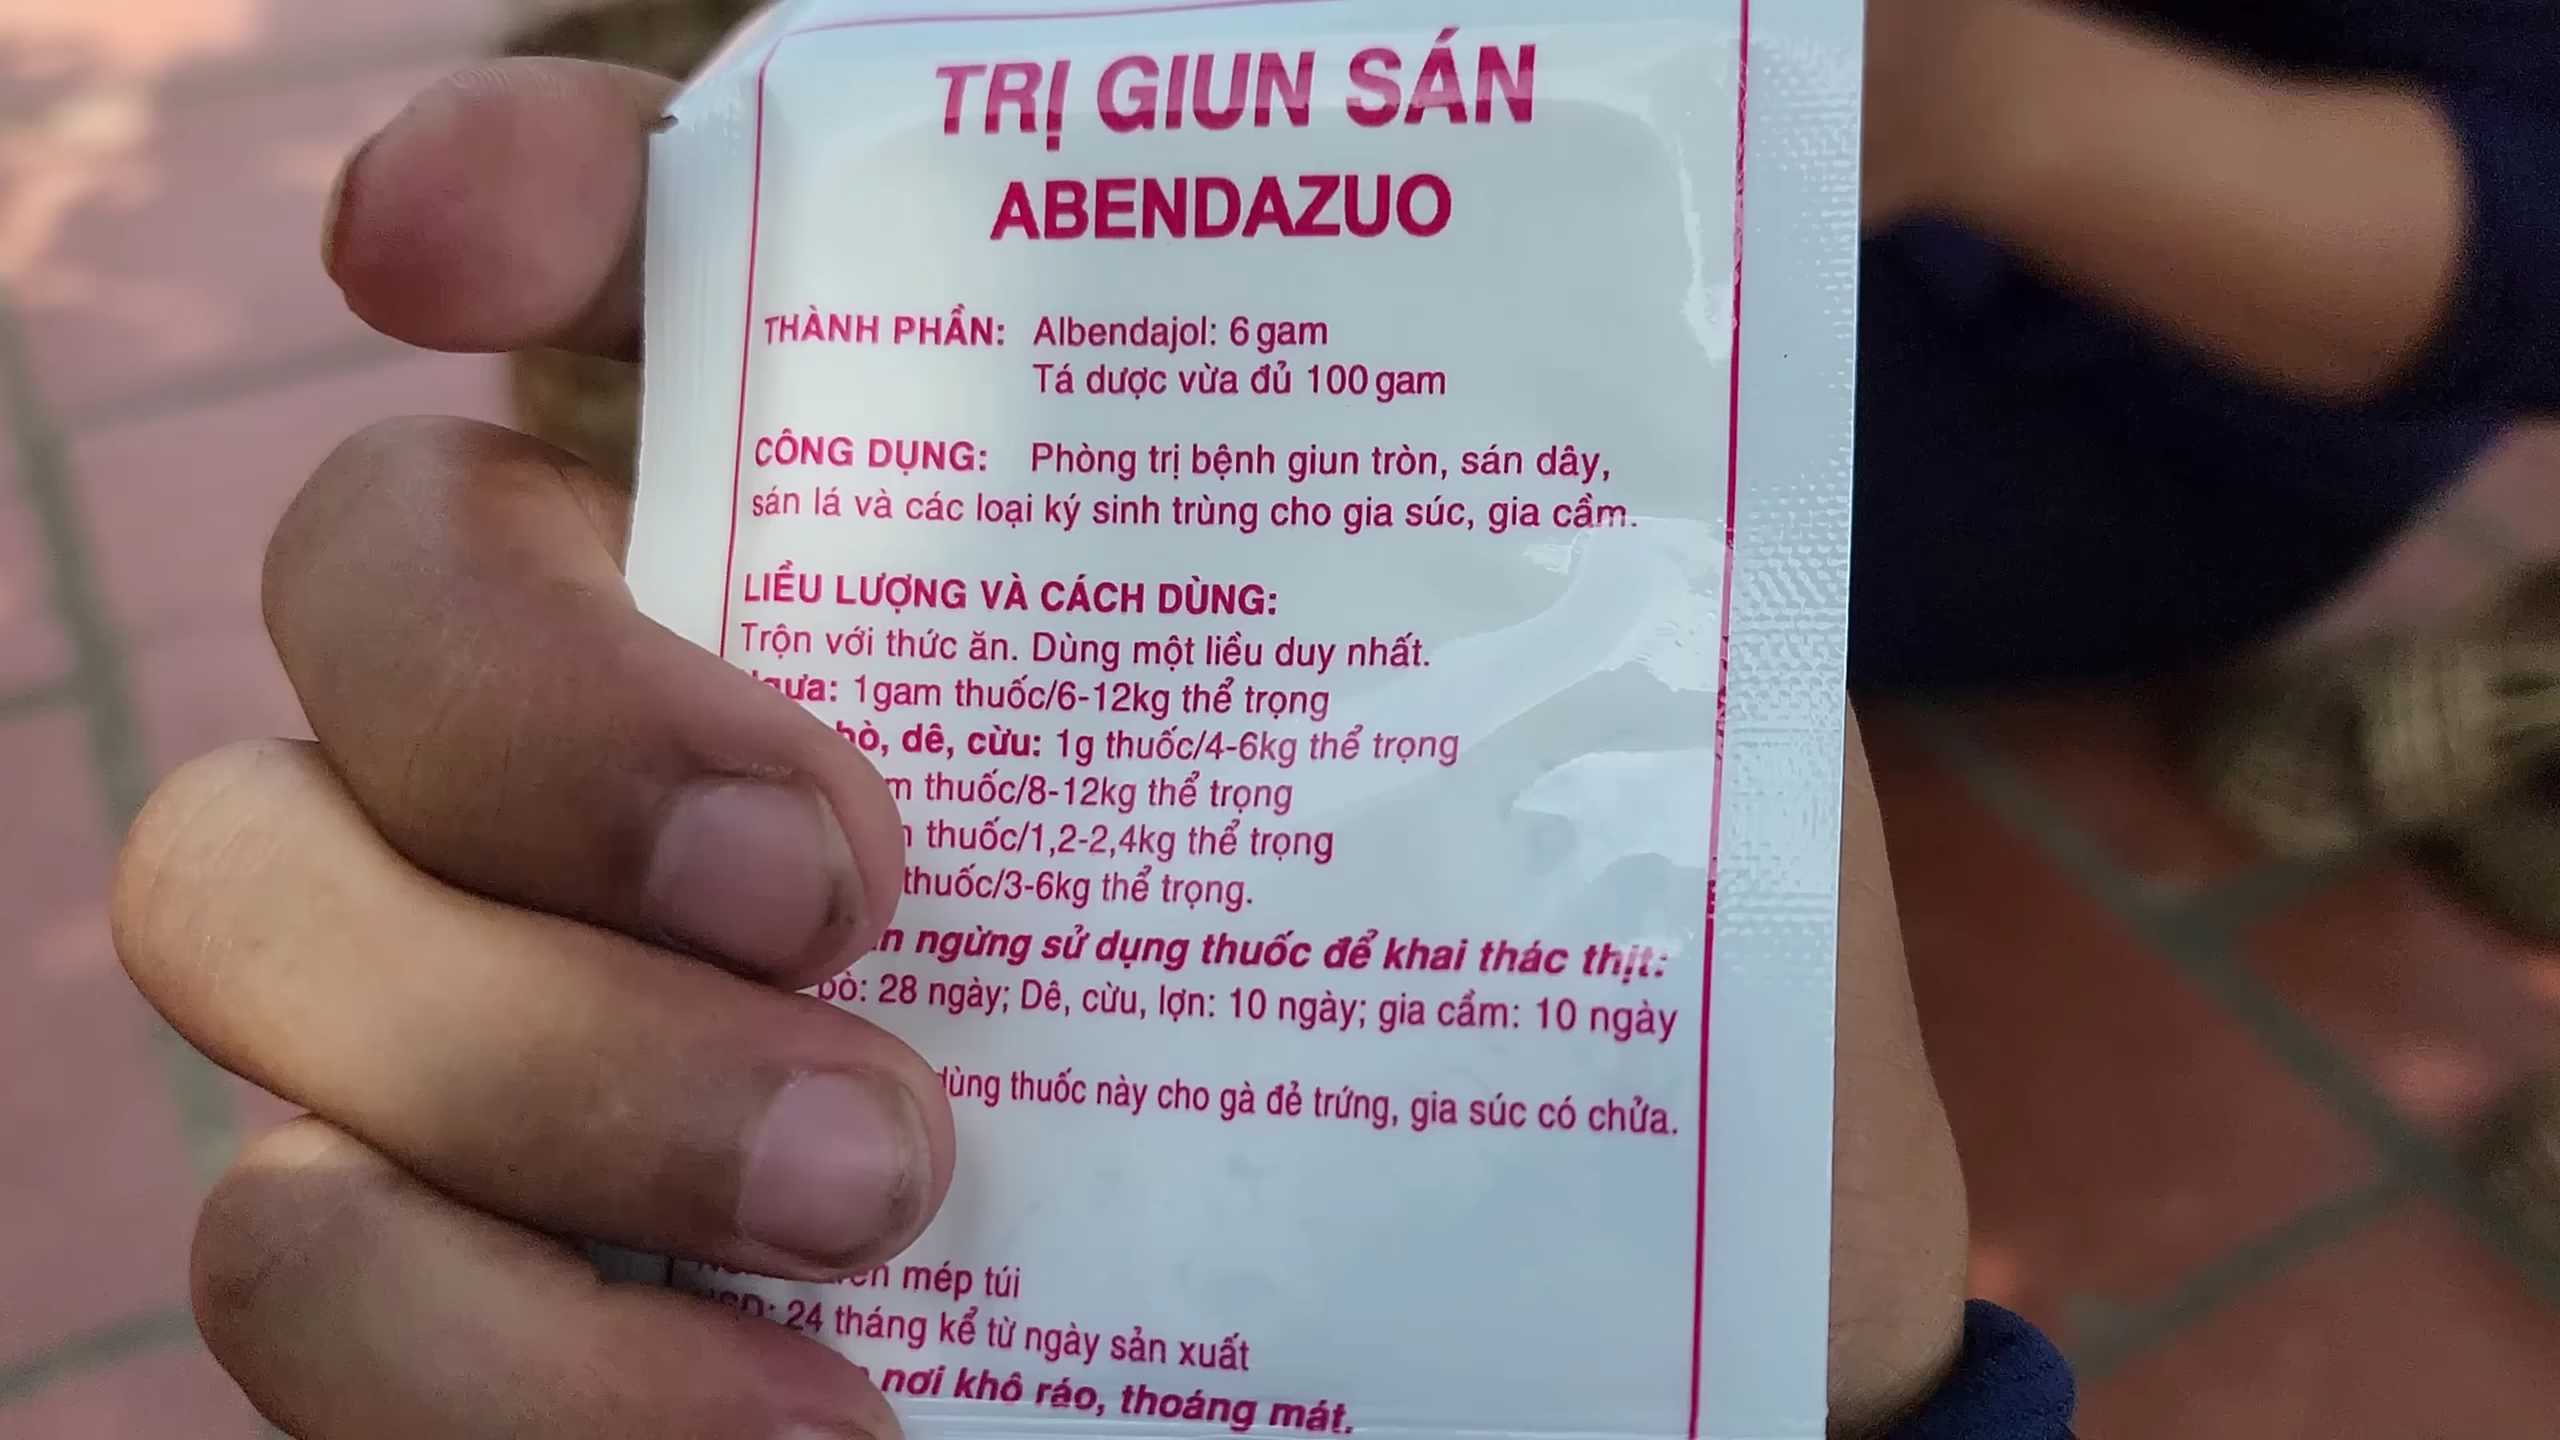 TRỊ GIUN SÁN
ABENDAZUO
THÀNH PHẦN: Albendajol: 6 gam
Tá dược vừa đủ 100 gam
CÔNG DỤNG: Phòng trị bệnh giun tròn, sán dây,
sán lá và các loại ký sinh trùng cho gia súc, gia cầm.
LIỀU LƯỢNG VÀ CÁCH DÙNG:
Trộn với thức ăn. Dùng một liều duy nhất.
1gam thuốc/6-12kg thể trọng
dê, cừu: 1g thuốc/4-6kg thể trọng
thuốc/8-12kg thể trọng
thuốc/1,2-2,4kg thể trọng
thuốc/3-6kg thể trọng.
ngừng sử dụng thuốc để khai thác thịt:
bò: 28 ngày; Dê, cừu, lợn: 10 ngày; gia cầm: 10 ngày
dùng thuốc này cho gà đẻ trứng, gia súc có chửa.
mép túi
24 tháng kể từ ngày sản xuất
nơi khô ráo, thoáng mát.